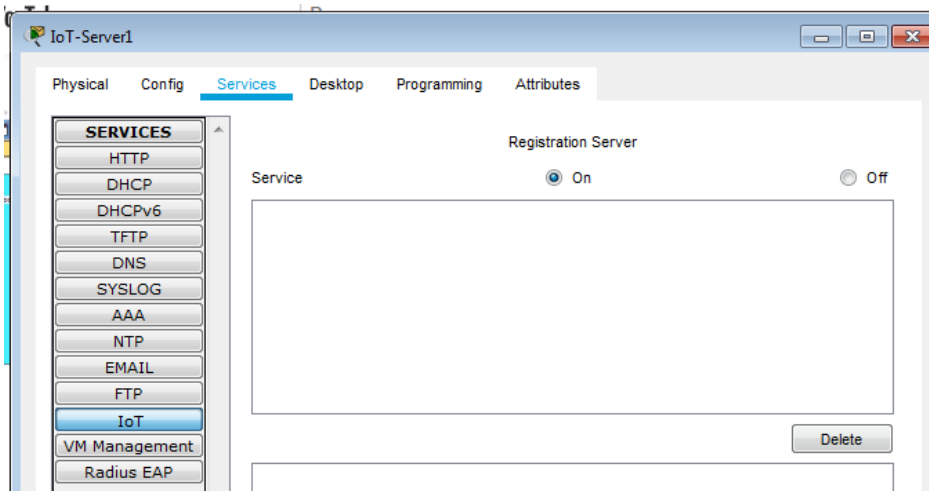 IoT-Server1
Physical Config Services Desktop Programming Attributes
SERVICES
HTTP
DHCP
DHCPv6
TFTP
DNS
SYSLOG
AAA
NTP
EMAIL
FTP
IoT
VM Management
Radius EAP
Registration Server
Service On Off
Delete